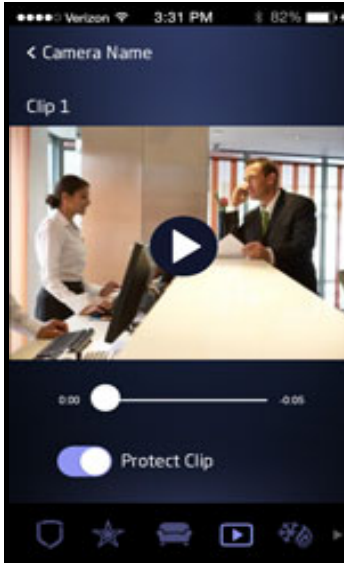 Verizon 3:31 PM 82%
< Camera Name
Clip 1
0:00 -0:05
Protect Clip